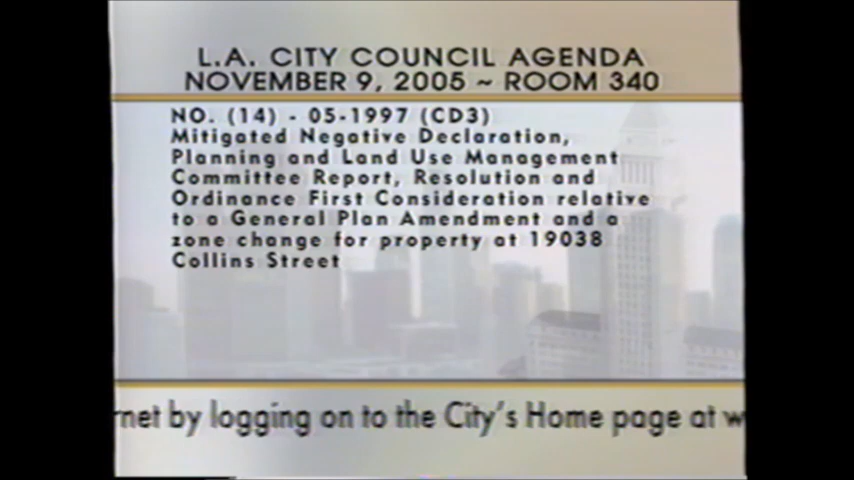 L.A. CITY COUNCIL AGENDA
NOVEMBER 9, 2005 ~ ROOM 340
NO. (14) - 05-1997 (CD3)
Mitigated Negative Declaration,
Planning and Land Use Management
Committee Report, Resolution and
Ordinance First Consideration relative
to a General Plan Amendment and a
zone change for property at 19038
Collins Street
rnet by logging on to the City's Home page at w